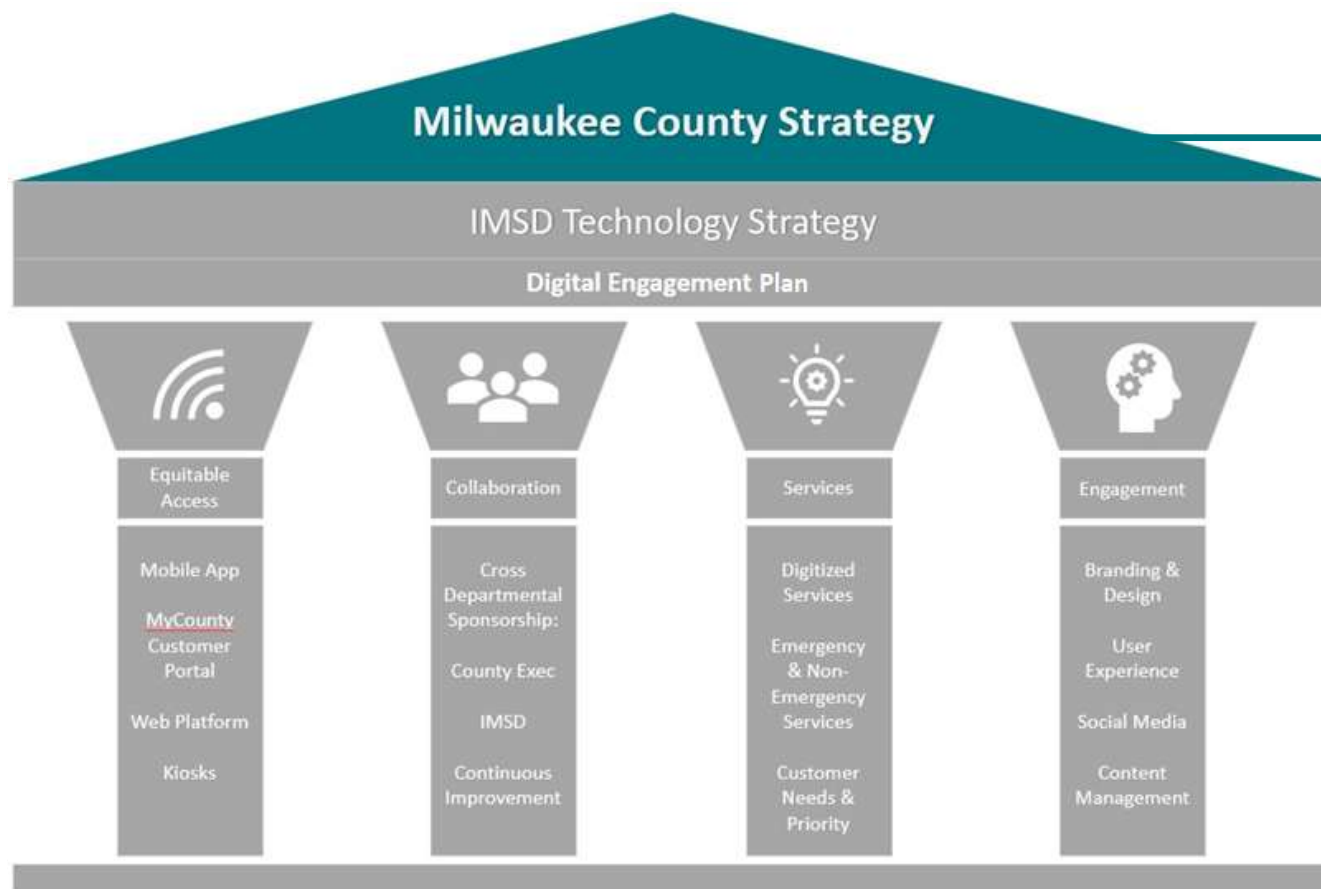 Milwaukee County Strategy
IMSD Technology Strategy
Digital Engagement Plan
Equitable
Access
Mobile App
MyCounty
Customer
Portal
Web Platform
Kiosks
Collaboration
Cross
Departmental
Sponsorship:
County Exec
IMSD
Continuous
Improvement
Services
Digitized
Services
Emergency
& Non-
Emergency
Services
Customer
Needs &
Priority
Engagement
Branding &
Design
User
Experience
Social Media
Content
Management